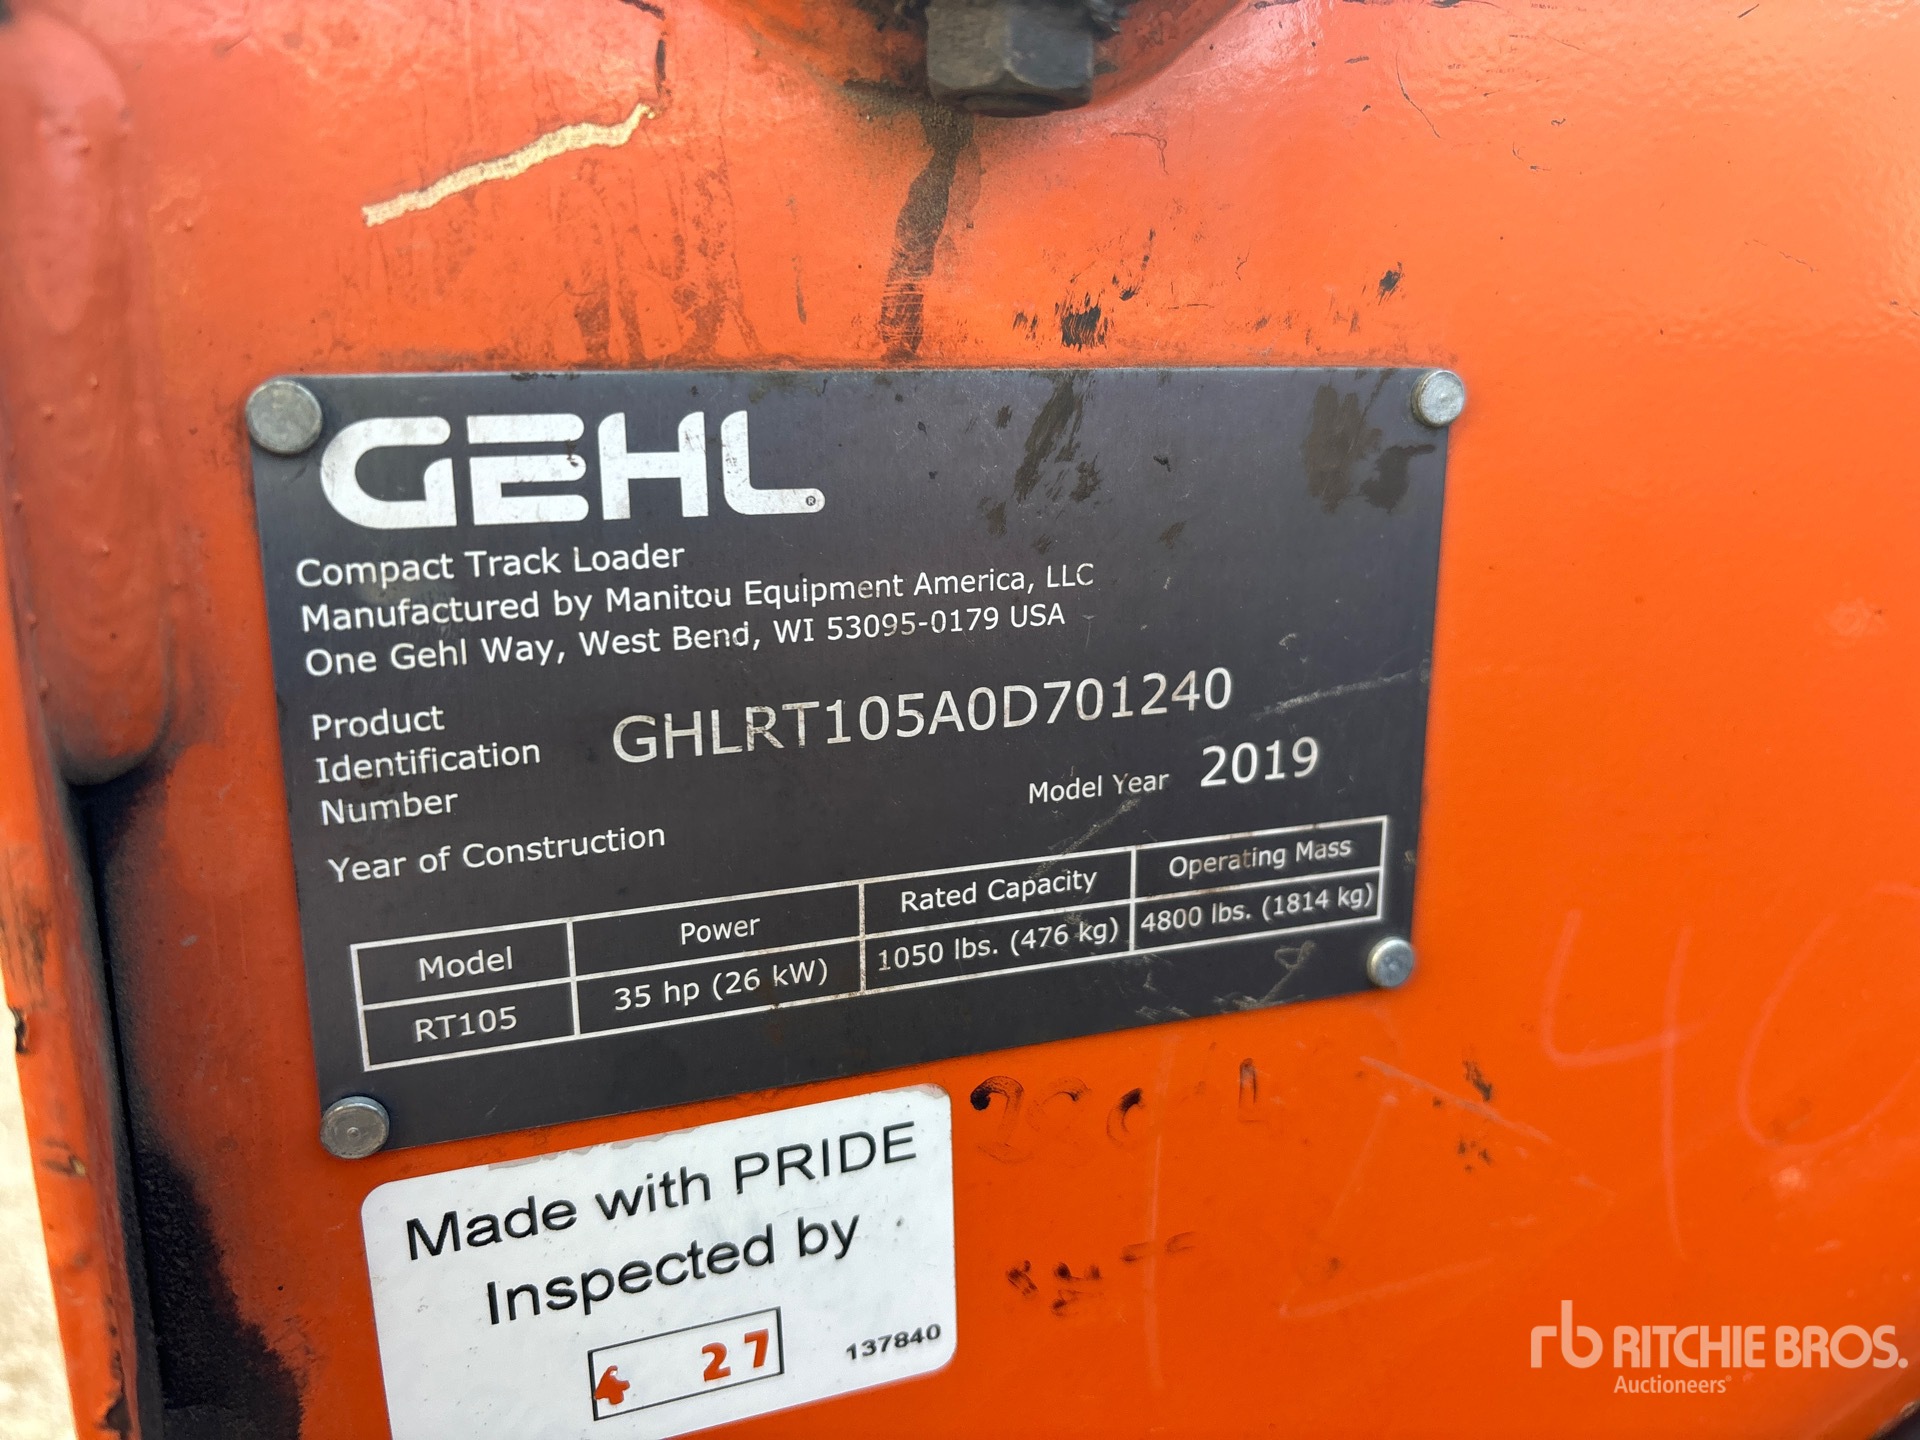 GEHL®
Compact Track Loader
Manufactured by Manitou Equipment America, LLC
One Gehl Way, West Bend, WI 53095-0179 USA
Product Identification Number GHLRT105A0D701240
Model Year 2019
Year of Construction
Model Power Rated Capacity Operating Mass
RT105 35 hp (26 kW) 1050 lbs. (476 kg) 4800 lbs. (1814 kg)
Made with PRIDE
Inspected by
4 27
137840
rb RITCHIE BROS.
Auctioneers